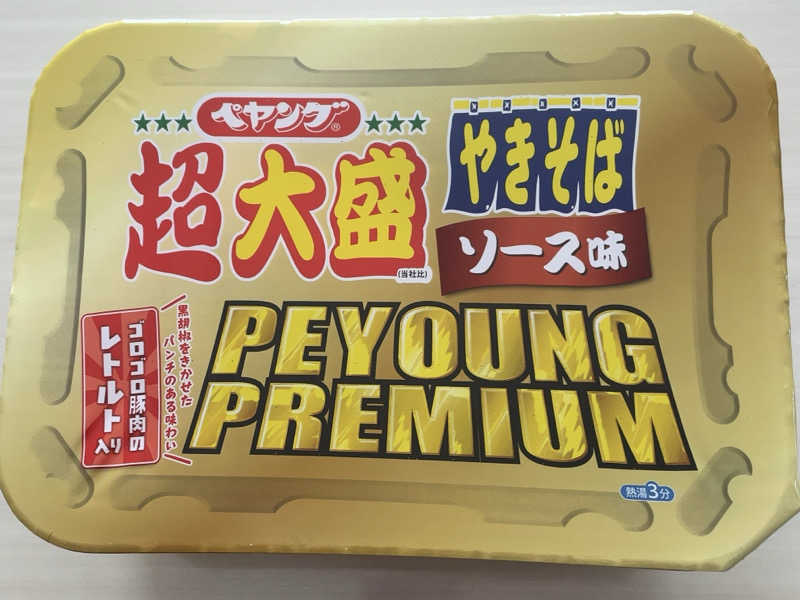 ペヤング®
超大盛
(当社比)
やきそば
ソース味
ゴロゴロ豚肉の
レトルト入り
黒胡椒をきかせた
パンチのある味わい
PEYOUNG
PREMIUM
熱湯3分